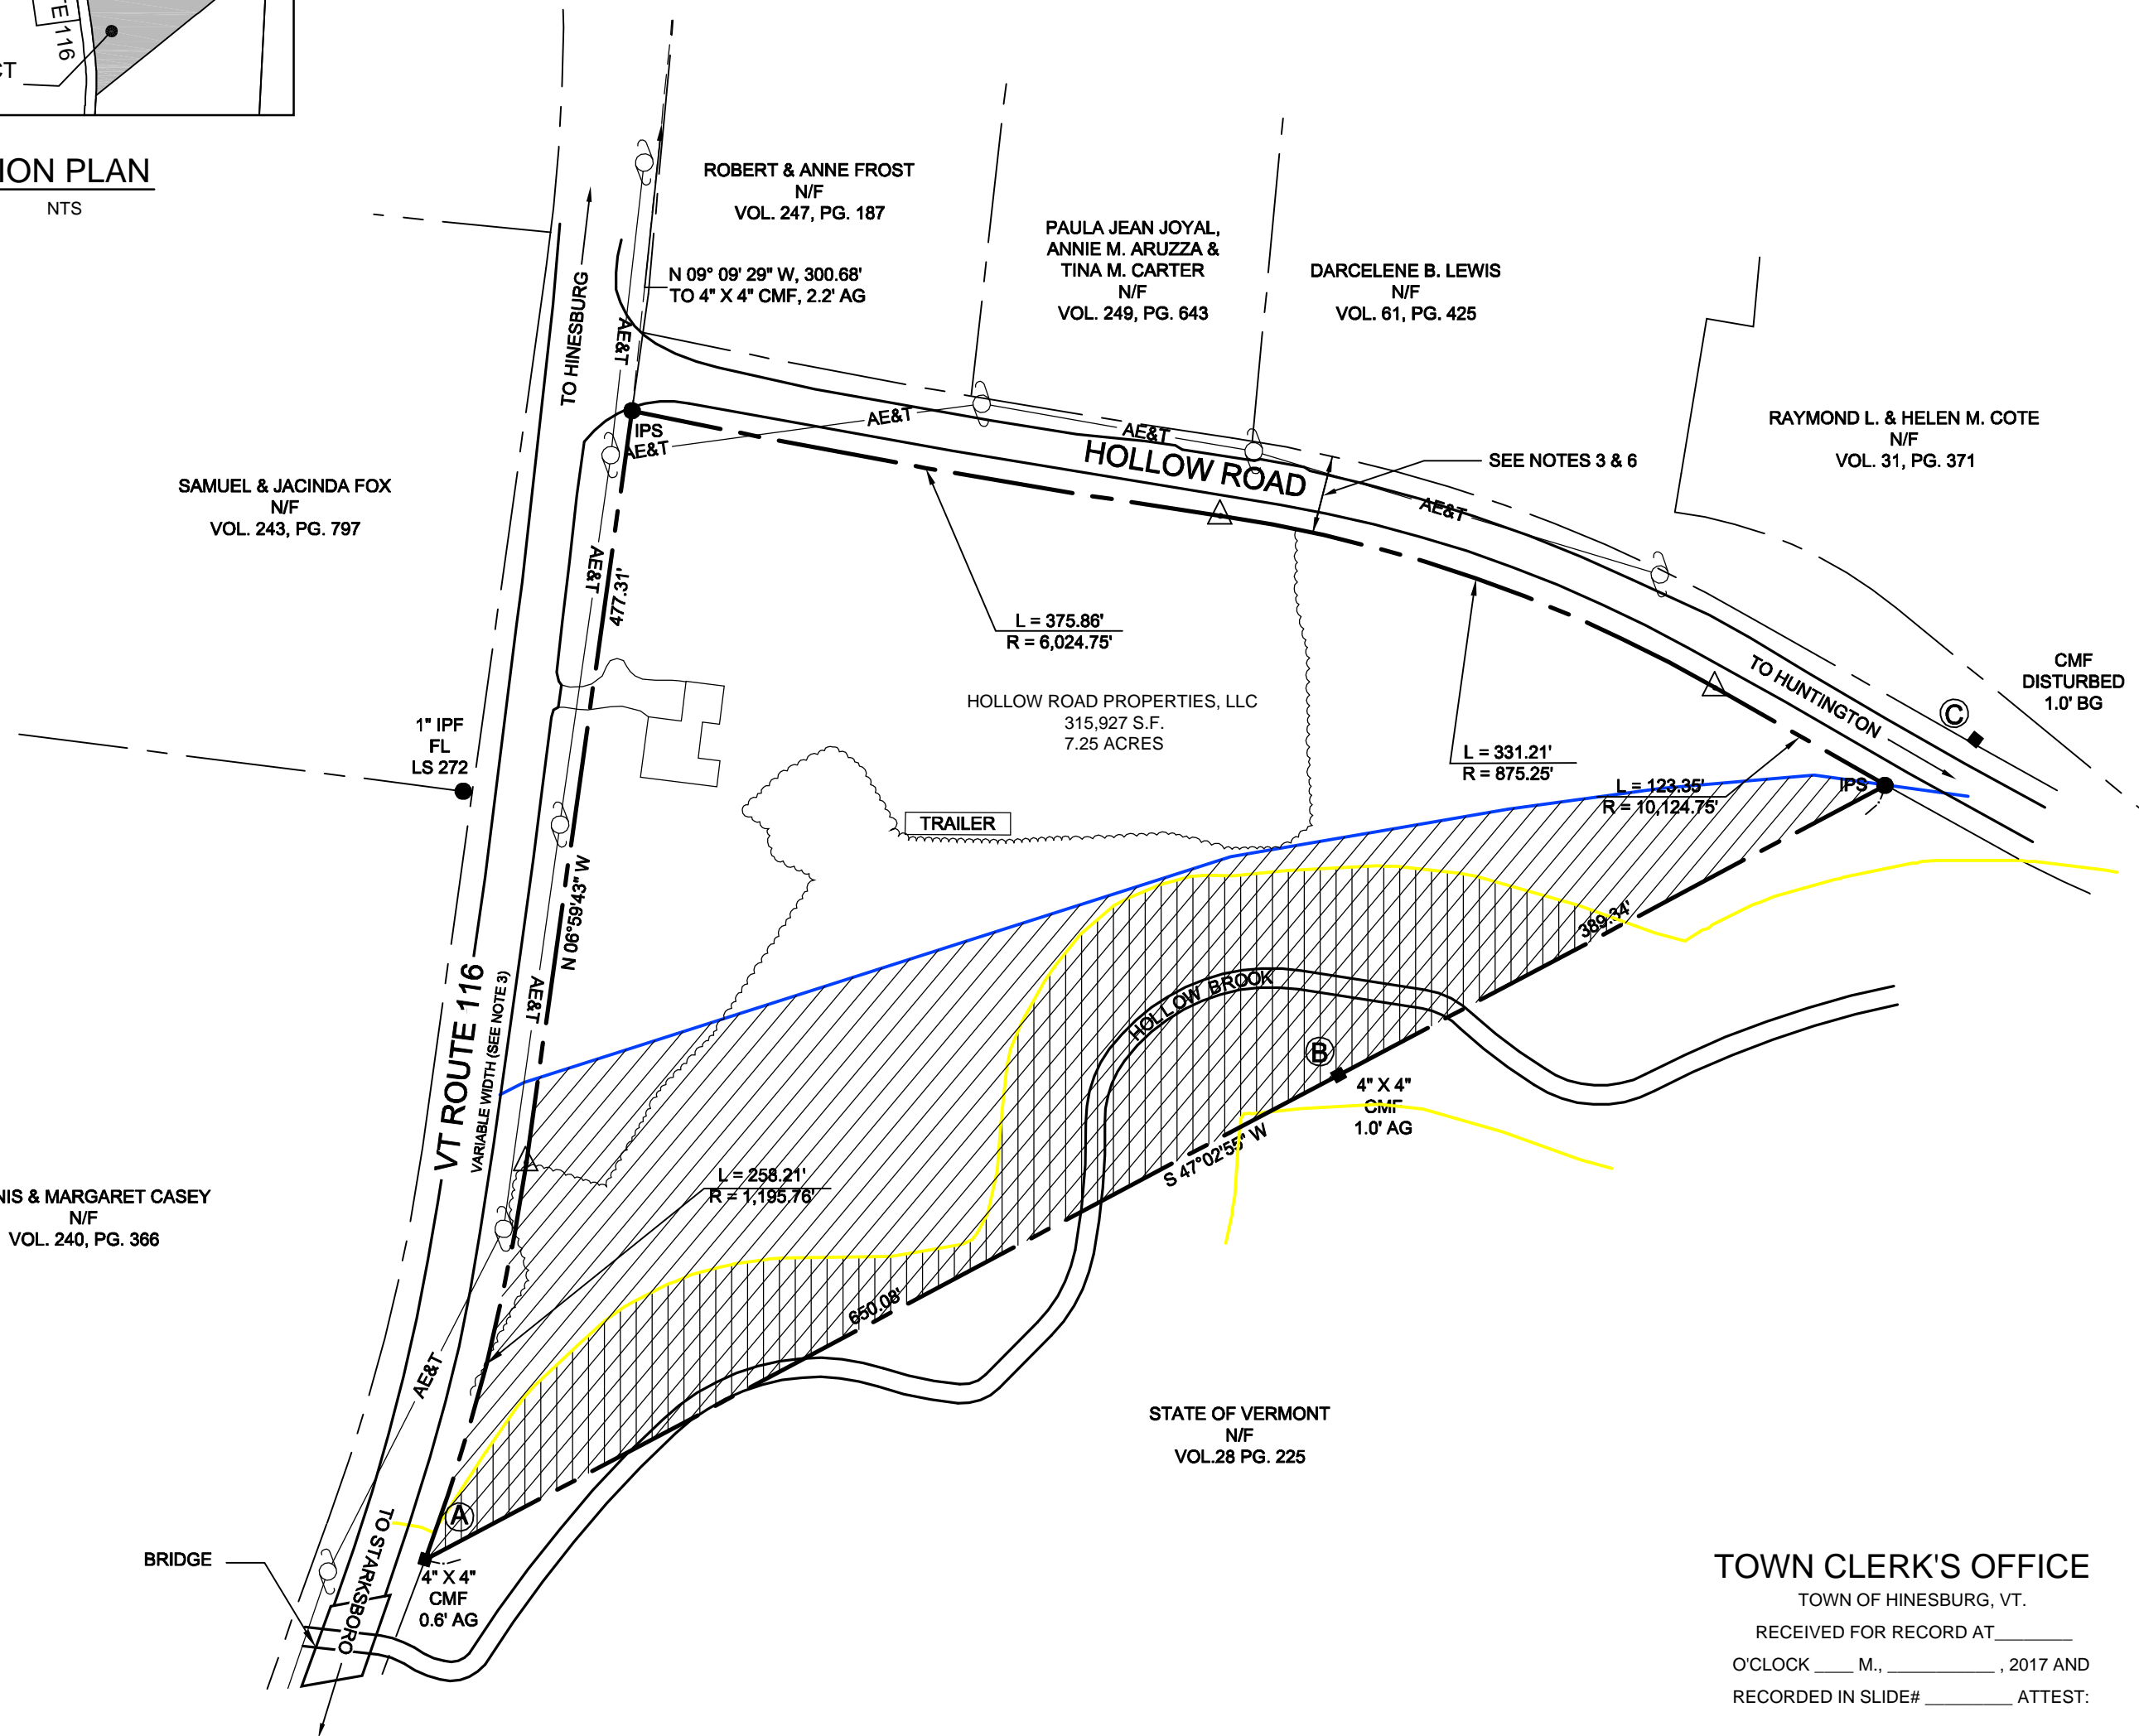 TE 116
CT
ION PLAN
NTS
ROBERT & ANNE FROST
N/F
VOL. 247, PG. 187
N 09° 09' 29" W, 300.68'
TO 4" X 4" CMF, 2.2' AG
PAULA JEAN JOYAL,
ANNIE M. ARUZZA &
TINA M. CARTER
N/F
VOL. 249, PG. 643
DARCELENE B. LEWIS
N/F
VOL. 61, PG. 425
RAYMOND L. & HELEN M. COTE
N/F
VOL. 31, PG. 371
TO HINESBURG
AE&T
IPS
AE&T
AE&T
AE&T
HOLLOW ROAD
SEE NOTES 3 & 6
AE&T
SAMUEL & JACINDA FOX
N/F
VOL. 243, PG. 797
AE&T
477.31'
L = 375.86'
R = 6,024.75'
TO HUNTINGTON
CMF
DISTURBED
1.0' BG
C
HOLLOW ROAD PROPERTIES, LLC
315,927 S.F.
7.25 ACRES
1" IPF
FL
LS 272
L = 331.21'
R = 875.25'
L = 123.35'
R = 10,124.75'
IPS
TRAILER
N 06°59'43" W
389.34'
AE&T
VT ROUTE 116
VARIABLE WIDTH (SEE NOTE 3)
HOLLOW BROOK
B
4" X 4"
CMF
1.0' AG
S 47°02'55" W
L = 258.21'
R = 1,195.76'
NIS & MARGARET CASEY
N/F
VOL. 240, PG. 366
650.08'
AE&T
STATE OF VERMONT
N/F
VOL.28 PG. 225
A
TO STARKSBORO
BRIDGE
4" X 4"
CMF
0.6' AG
TOWN CLERK'S OFFICE
TOWN OF HINESBURG, VT.
RECEIVED FOR RECORD AT________
O'CLOCK ____ M., ___________ , 2017 AND
RECORDED IN SLIDE# _________ ATTEST: